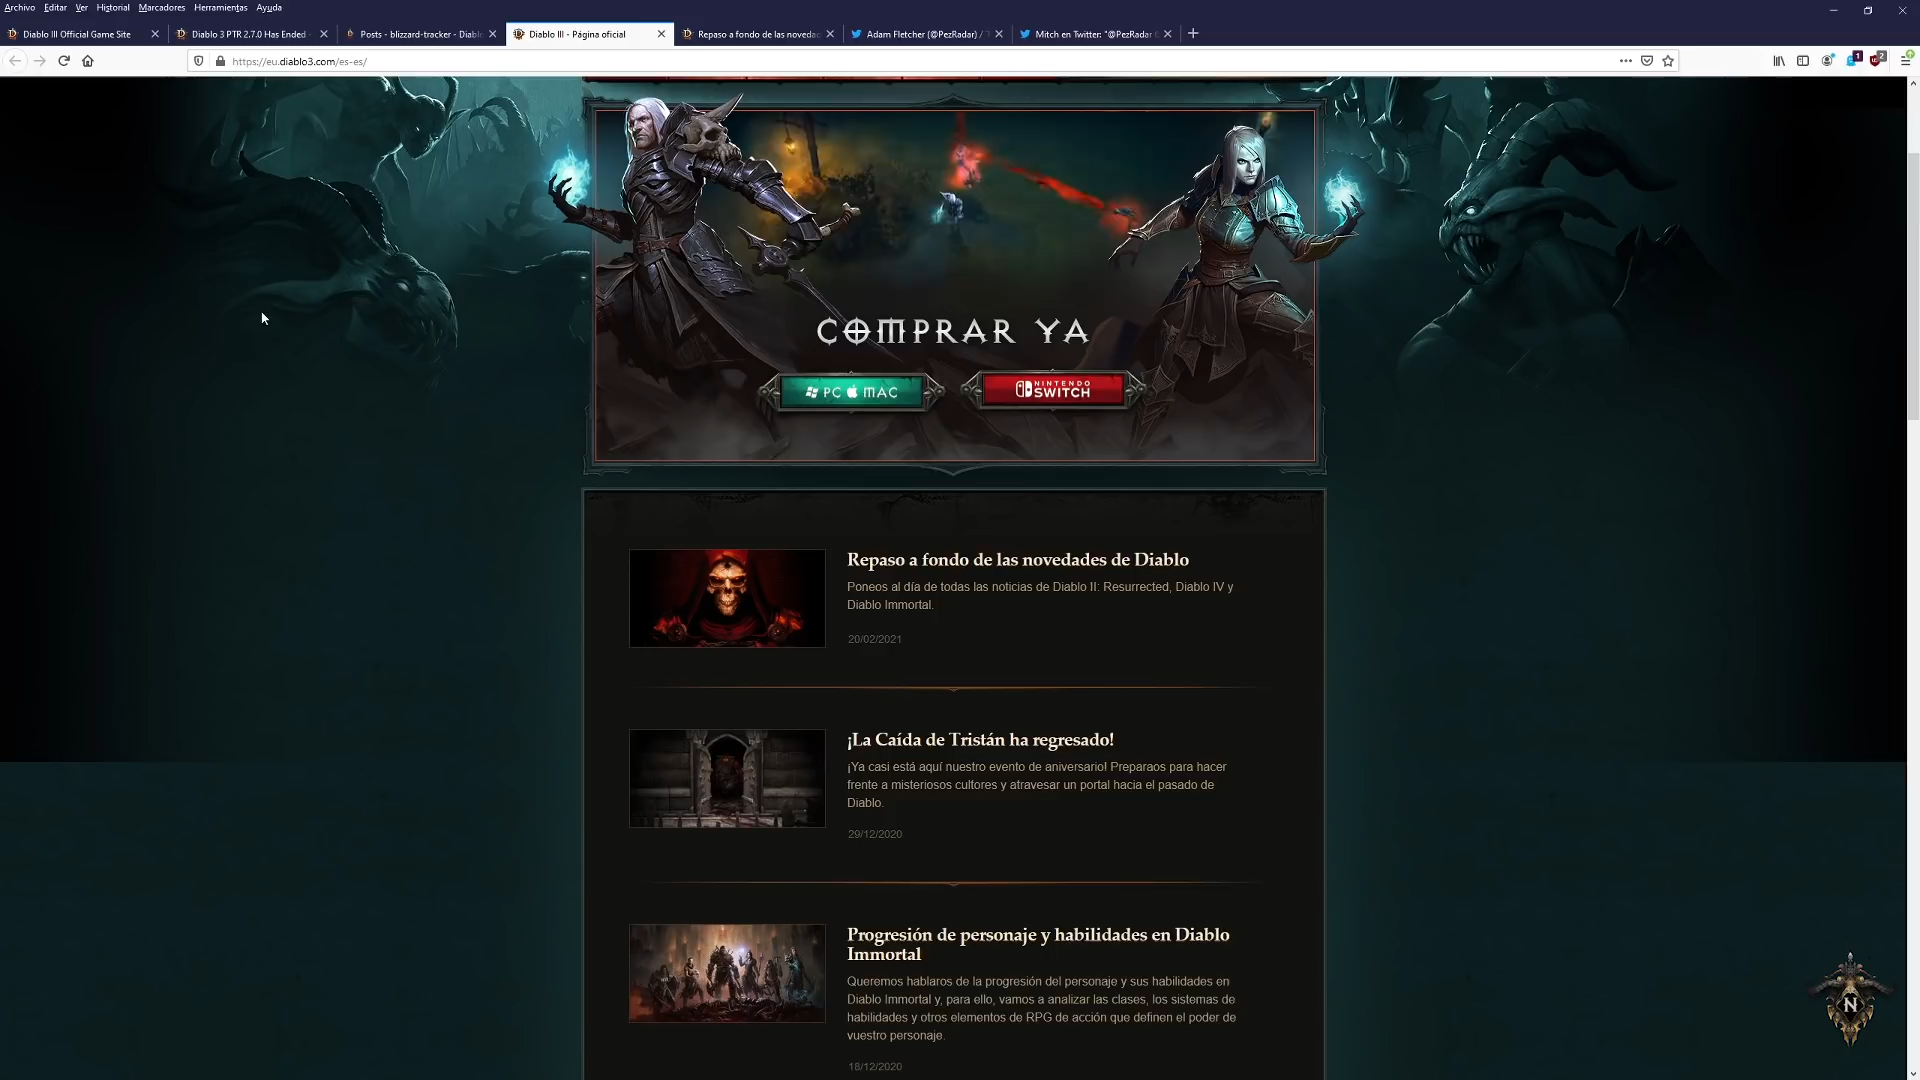 Archivo Editar Ver Historial Marcadores Herramientas Ayuda
Diablo III Official Game Site
Diablo 3 PTR 2.7.0 Has Ended -
Posts - blizzard-tracker - Diabl
Diablo III - Página oficial
Repaso a fondo de las novedad
Adam Fletcher (@PezRadar) / T
Mitch en Twitter: "@PezRadar
https://eu.diablo3.com/es-es/
1
2
COMPRAR YA
PC MAC
NINTENDO
SWITCH
Repaso a fondo de las novedades de Diablo
Poneos al día de todas las noticias de Diablo II: Resurrected, Diablo IV y
Diablo Immortal.
20/02/2021
¡La Caída de Tristán ha regresado!
¡Ya casi está aquí nuestro evento de aniversario! Preparaos para hacer
frente a misteriosos cultores y atravesar un portal hacia el pasado de
Diablo.
29/12/2020
Progresión de personaje y habilidades en Diablo
Immortal
Queremos hablaros de la progresión del personaje y sus habilidades en
Diablo Immortal y, para ello, vamos a analizar las clases, los sistemas de
habilidades y otros elementos de RPG de acción que definen el poder de
vuestro personaje.
18/12/2020
N